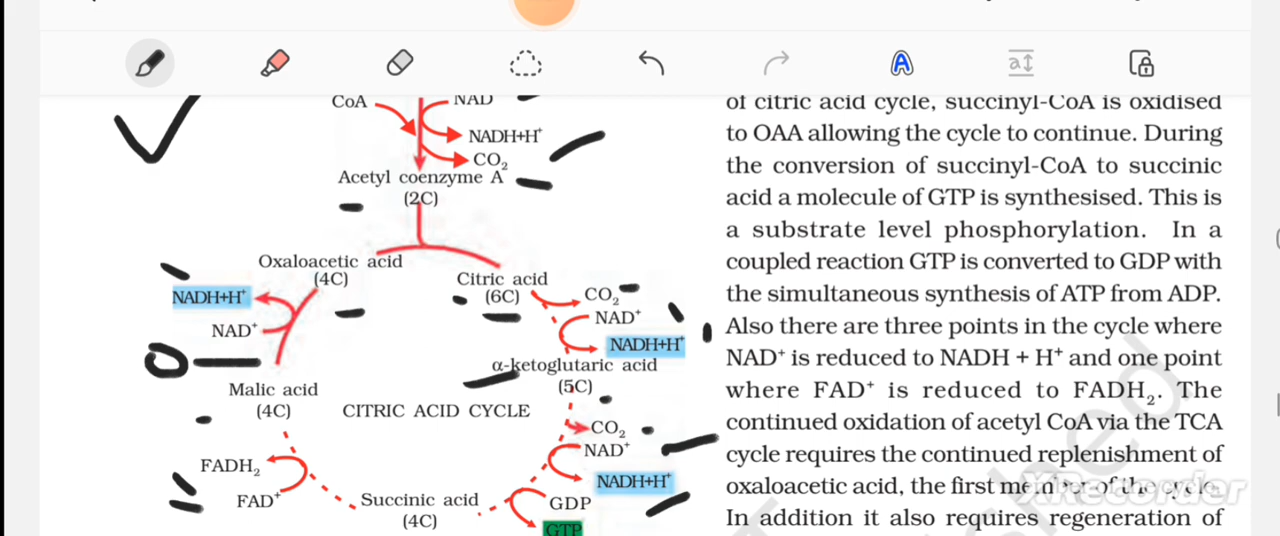 CoA
NAD
NADH+H⁺
CO₂
Acetyl coenzyme A
(2C)
Oxaloacetic acid
(4C)
Citric acid
(6C)
CO₂
NADH+H⁺
NAD⁺
NAD⁺
NADH+H⁺
α-ketoglutaric acid
(5C)
Malic acid
(4C)
CITRIC ACID CYCLE
CO₂
NAD⁺
NADH+H⁺
FADH₂
FAD⁺
Succinic acid
(4C)
GDP
GTP
of citric acid cycle, succinyl-CoA is oxidised
to OAA allowing the cycle to continue. During
the conversion of succinyl-CoA to succinic
acid a molecule of GTP is synthesised. This is
a substrate level phosphorylation. In a
coupled reaction GTP is converted to GDP with
the simultaneous synthesis of ATP from ADP.
Also there are three points in the cycle where
NAD⁺ is reduced to NADH + H⁺ and one point
where FAD⁺ is reduced to FADH₂. The
continued oxidation of acetyl CoA via the TCA
cycle requires the continued replenishment of
oxaloacetic acid, the first member of the cycle.
In addition it also requires regeneration of
XRecorder